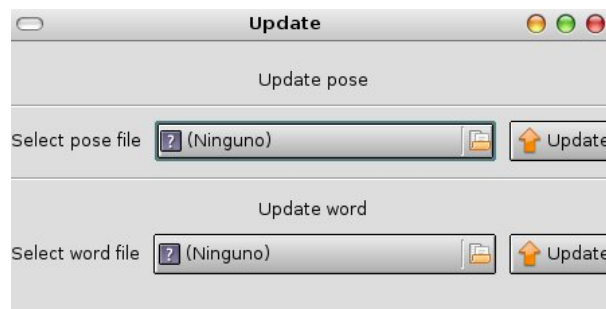 Update
Update pose
Select pose file ? (Ninguno) Update
Update word
Select word file ? (Ninguno) Update